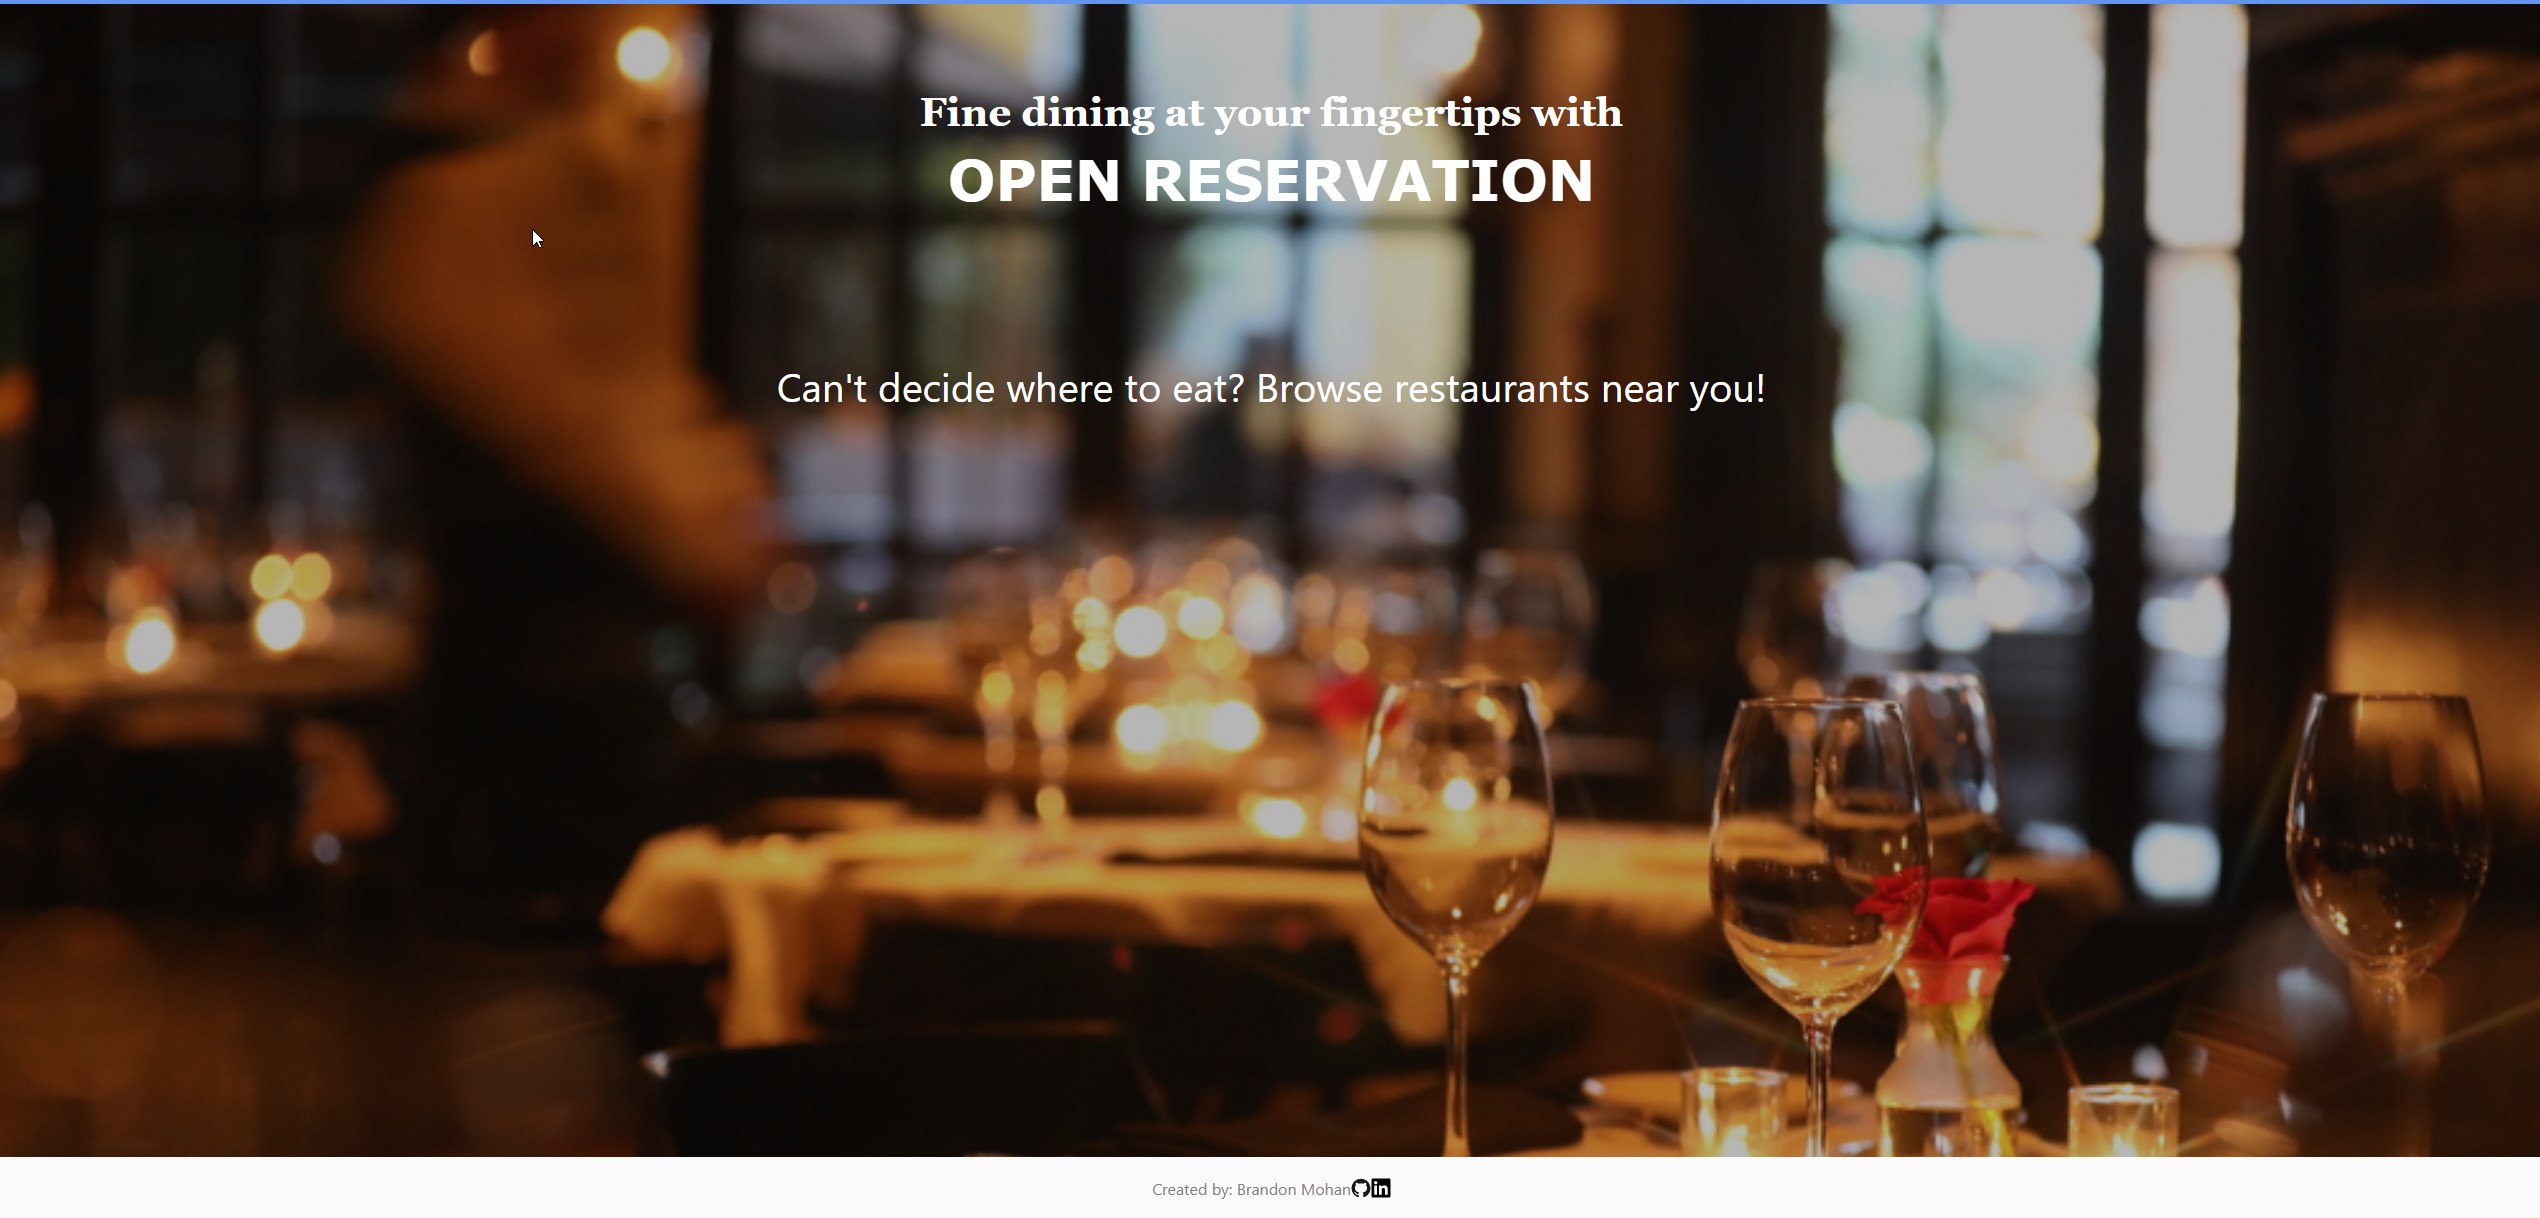 Fine dining at your fingertips with
OPEN RESERVATION
Can't decide where to eat? Browse restaurants near you!
Created by: Brandon Mohan